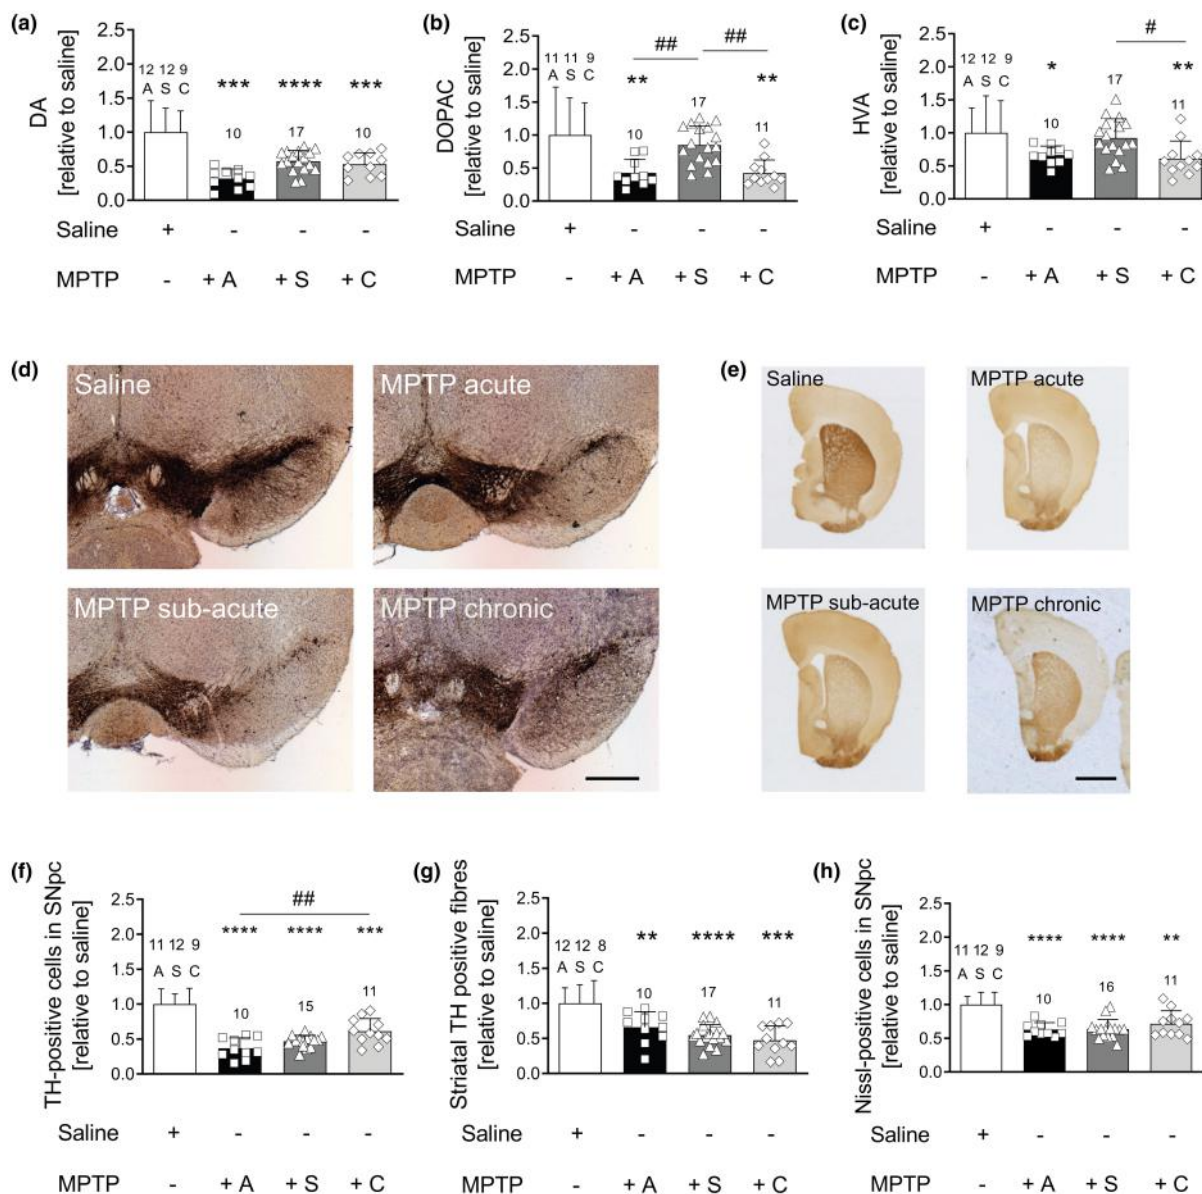 (a)
DA
[relative to saline]
2.5
2.0
1.5
1.0
0.5
0.0
12 12 9
A S C
***
****
***
10
17
10
Saline + - - -
MPTP - + A + S + C
(b)
DOPAC
[relative to saline]
2.5
2.0
1.5
1.0
0.5
0.0
11 11 9
A S C
##
##
**
**
10
17
11
Saline + - - -
MPTP - + A + S + C
(c)
HVA
[relative to saline]
2.5
2.0
1.5
1.0
0.5
0.0
12 12 9
A S C
#
*
**
10
17
11
Saline + - - -
MPTP - + A + S + C
(d)
Saline
MPTP acute
MPTP sub-acute
MPTP chronic
(e)
Saline
MPTP acute
MPTP sub-acute
MPTP chronic
(f)
TH-positive cells in SNpc
[relative to saline]
2.5
2.0
1.5
1.0
0.5
0.0
11 12 9
A S C
##
****
****
***
10
15
11
Saline + - - -
MPTP - + A + S + C
(g)
Striatal TH positive fibres
[relative to saline]
2.5
2.0
1.5
1.0
0.5
0.0
12 12 8
A S C
**
****
***
10
17
11
Saline + - - -
MPTP - + A + S + C
(h)
Nissl-positive cells in SNpc
[relative to saline]
2.5
2.0
1.5
1.0
0.5
0.0
11 12 9
A S C
****
****
**
10
16
11
Saline + - - -
MPTP - + A + S + C